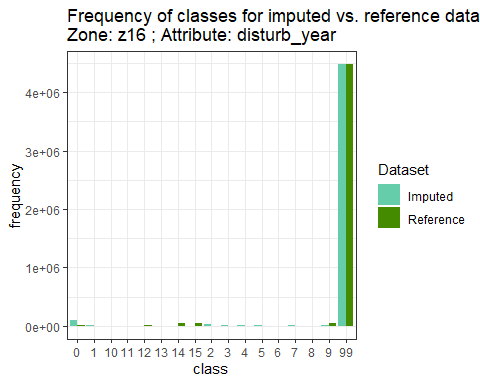 Frequency of classes for imputed vs. reference data
Zone: z16 ; Attribute: disturb_year
4e+06
3e+06
2e+06
1e+06
0e+00
frequency
0 1 10 11 12 13 14 15 2 3 4 5 6 7 8 9 99
class
Dataset
Imputed
Reference